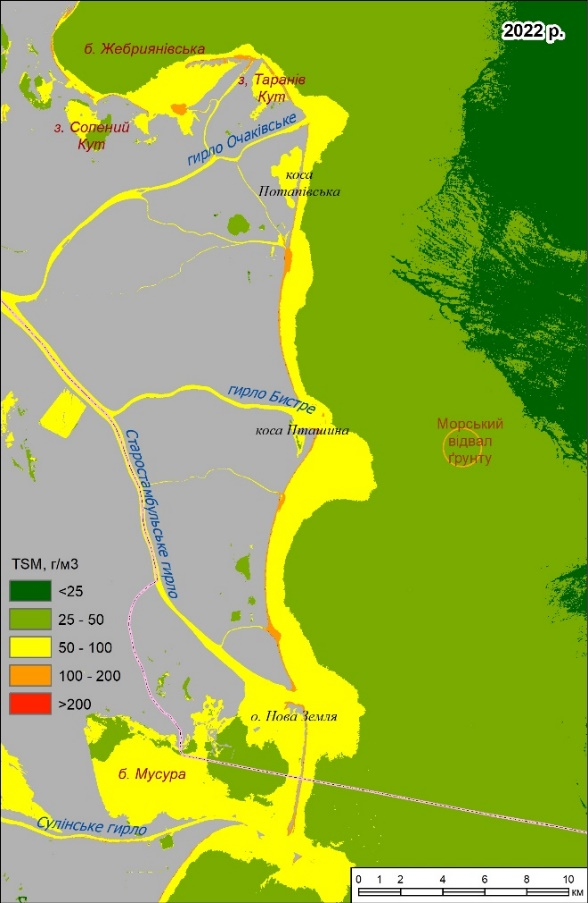 2022 р.
б. Жебриянівська
з, Таранів
Кут
з. Сопений
Кут
гирло Очаківське
коса
Потапівська
гирло Бистре
коса Пташина
Морський
відвал
ґрунту
Старостамбульське гирло
TSM, г/м3
<25
25 - 50
50 - 100
100 - 200
>200
о. Нова Земля
б. Мусура
Сулінське гирло
0 1 2 4 6 8 10
км